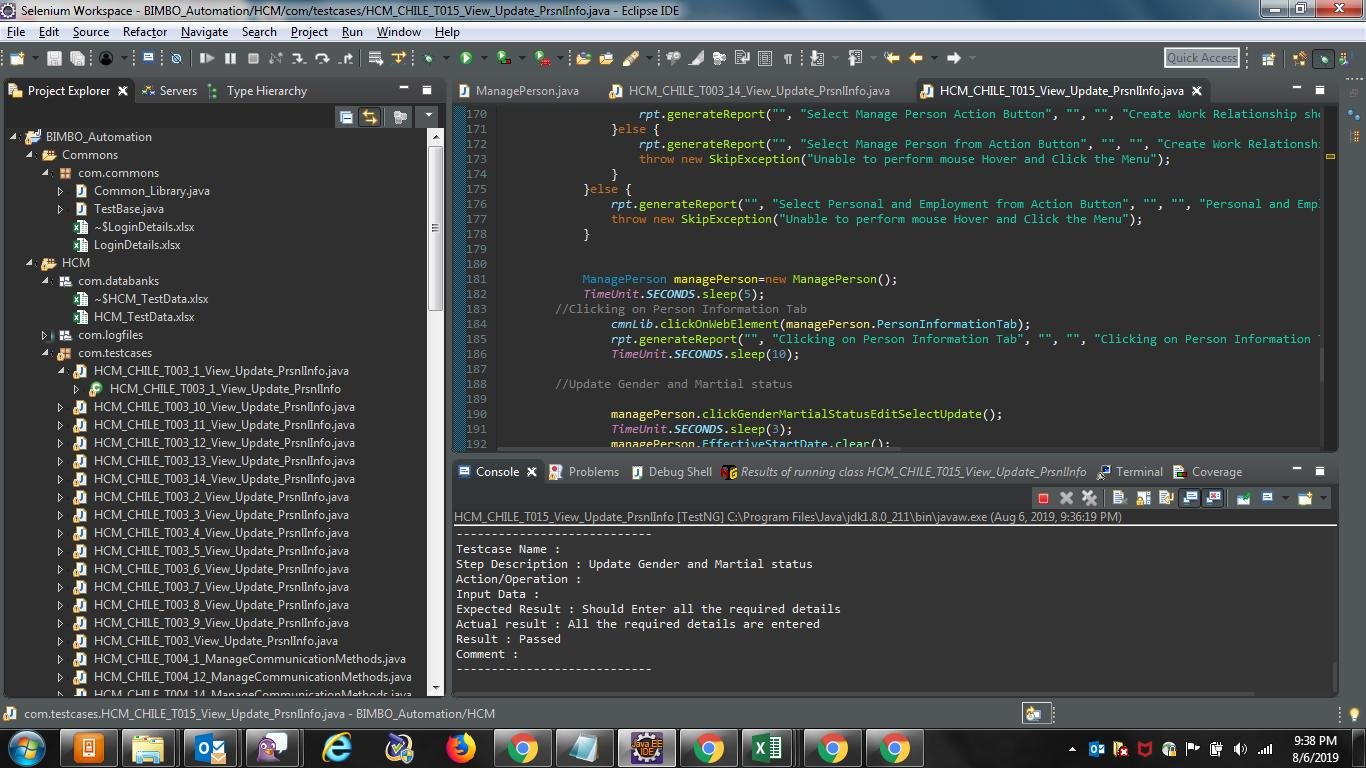 Selenium Workspace - BIMBO_Automation/HCM/com/testcases/HCM_CHILE_T015_View_Update_PrsnlInfo.java - Eclipse IDE
File Edit Source Refactor Navigate Search Project Run Window Help
Quick Access
Project Explorer Servers Type Hierarchy
BIMBO_Automation
Commons
com.commons
Common_Library.java
TestBase.java
~$LoginDetails.xlsx
LoginDetails.xlsx
HCM
com.databanks
~$HCM_TestData.xlsx
HCM_TestData.xlsx
com.logfiles
com.testcases
HCM_CHILE_T003_1_View_Update_PrsnlInfo.java
HCM_CHILE_T003_1_View_Update_PrsnlInfo
HCM_CHILE_T003_10_View_Update_PrsnlInfo.java
HCM_CHILE_T003_11_View_Update_PrsnlInfo.java
HCM_CHILE_T003_12_View_Update_PrsnlInfo.java
HCM_CHILE_T003_13_View_Update_PrsnlInfo.java
HCM_CHILE_T003_14_View_Update_PrsnlInfo.java
HCM_CHILE_T003_2_View_Update_PrsnlInfo.java
HCM_CHILE_T003_3_View_Update_PrsnlInfo.java
HCM_CHILE_T003_4_View_Update_PrsnlInfo.java
HCM_CHILE_T003_5_View_Update_PrsnlInfo.java
HCM_CHILE_T003_6_View_Update_PrsnlInfo.java
HCM_CHILE_T003_7_View_Update_PrsnlInfo.java
HCM_CHILE_T003_8_View_Update_PrsnlInfo.java
HCM_CHILE_T003_9_View_Update_PrsnlInfo.java
HCM_CHILE_T003_View_Update_PrsnlInfo.java
HCM_CHILE_T004_1_ManageCommunicationMethods.java
HCM_CHILE_T004_12_ManageCommunicationMethods.java
HCM_CHILE_T004_14_ManageCommunicationMethods.java
ManagePerson.java HCM_CHILE_T003_14_View_Update_PrsnlInfo.java HCM_CHILE_T015_View_Update_PrsnlInfo.java
170 rpt.generateReport("", "Select Manage Person Action Button", "", "", "Create Work Relationship sho
171 }else {
172 rpt.generateReport("", "Select Manage Person from Action Button", "", "", "Create Work Relationshi
173 throw new SkipException("Unable to perform mouse Hover and Click the Menu");
174 }
175 }else {
176 rpt.generateReport("", "Select Personal and Employment from Action Button", "", "", "Personal and Empl
177 throw new SkipException("Unable to perform mouse Hover and Click the Menu");
178 }
179
180
181 ManagePerson managePerson=new ManagePerson();
182 TimeUnit.SECONDS.sleep(5);
183 //Clicking on Person Information Tab
184 cmnLib.clickOnWebElement(managePerson.PersonInformationTab);
185 rpt.generateReport("", "Clicking on Person Information Tab", "", "", "Clicking on Person Information T
186 TimeUnit.SECONDS.sleep(10);
187
188 //Update Gender and Martial status
189
190 managePerson.clickGenderMartialStatusEditSelectUpdate();
191 TimeUnit.SECONDS.sleep(3);
192 managePerson.EffectiveStartDate.clear();
Console Problems Debug Shell Results of running class HCM_CHILE_T015_View_Update_PrsnlInfo Terminal Coverage
HCM_CHILE_T015_View_Update_PrsnlInfo [TestNG] C:\Program Files\Java\jdk1.8.0_211\bin\javaw.exe (Aug 6, 2019, 9:36:19 PM)
----------------------------
Testcase Name :
Step Description : Update Gender and Martial status
Action/Operation :
Input Data :
Expected Result : Should Enter all the required details
Actual result : All the required details are entered
Result : Passed
Comment :
----------------------------
com.testcases.HCM_CHILE_T015_View_Update_PrsnlInfo.java - BIMBO_Automation/HCM
Java EE
IDE
9:38 PM
8/6/2019